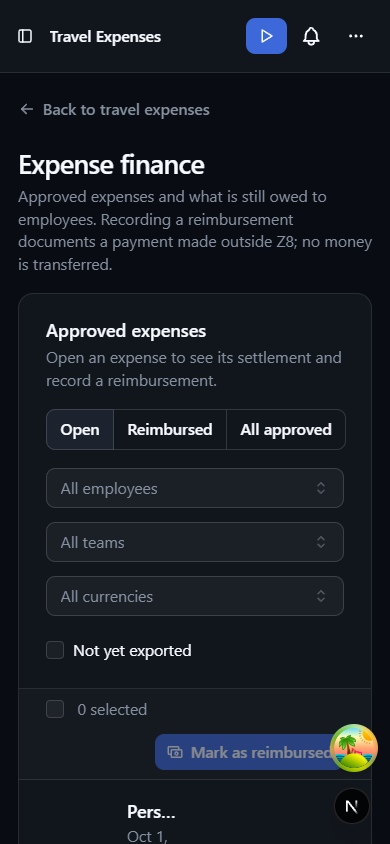 Travel Expenses
Back to travel expenses
Expense finance
Approved expenses and what is still owed to
employees. Recording a reimbursement
documents a payment made outside Z8; no money
is transferred.
Approved expenses
Open an expense to see its settlement and
record a reimbursement.
Open Reimbursed All approved
All employees
All teams
All currencies
Not yet exported
0 selected
Mark as reimbursed
N
Pers...
Oct 1,